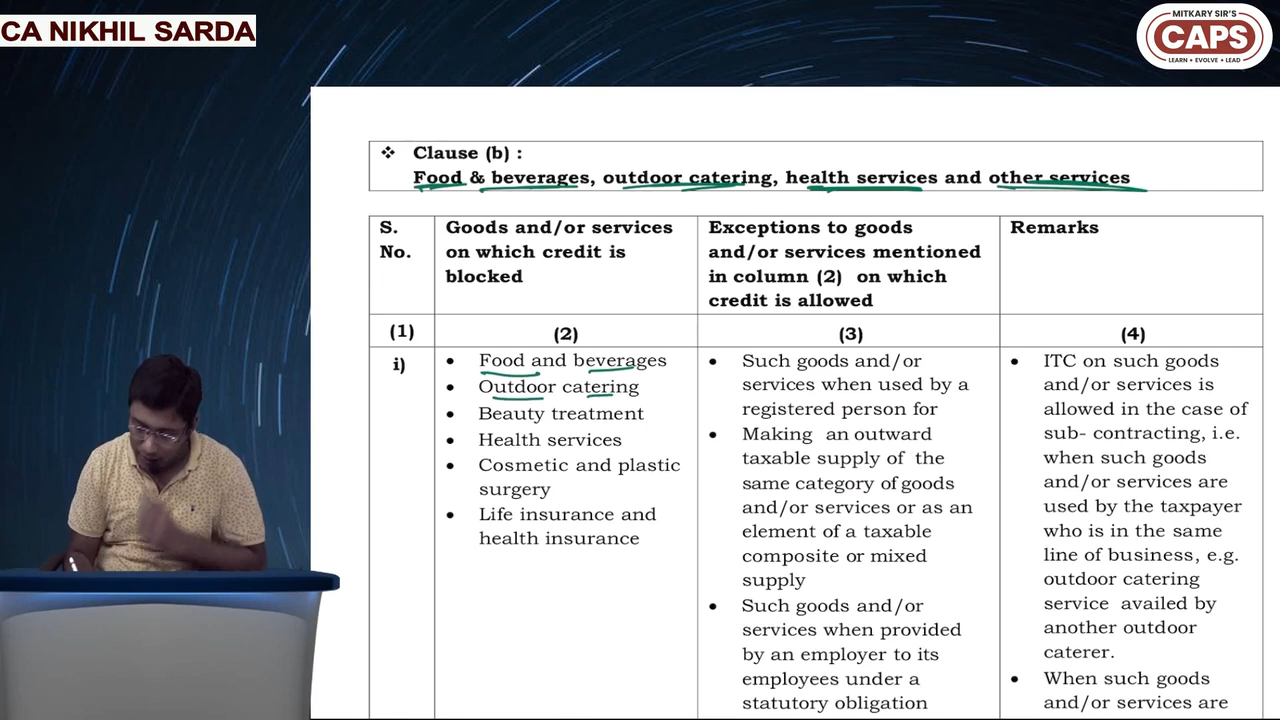 CA NIKHIL SARDA
MITKARY SIR'S
CAPS
LEARN • EVOLVE • LEAD
❖ Clause (b) :
Food & beverages, outdoor catering, health services and other services
S. No.
Goods and/or services
on which credit is
blocked
Exceptions to goods
and/or services mentioned
in column (2) on which
credit is allowed
Remarks
(1)
(2)
(3)
(4)
i)
• Food and beverages
• Outdoor catering
• Beauty treatment
• Health services
• Cosmetic and plastic
surgery
• Life insurance and
health insurance
• Such goods and/or
services when used by a
registered person for
• Making an outward
taxable supply of the
same category of goods
and/or services or as an
element of a taxable
composite or mixed
supply
• Such goods and/or
services when provided
by an employer to its
employees under a
statutory obligation
• ITC on such goods
and/or services is
allowed in the case of
sub- contracting, i.e.
when such goods
and/or services are
used by the taxpayer
who is in the same
line of business, e.g.
outdoor catering
service availed by
another outdoor
caterer.
• When such goods
and/or services are